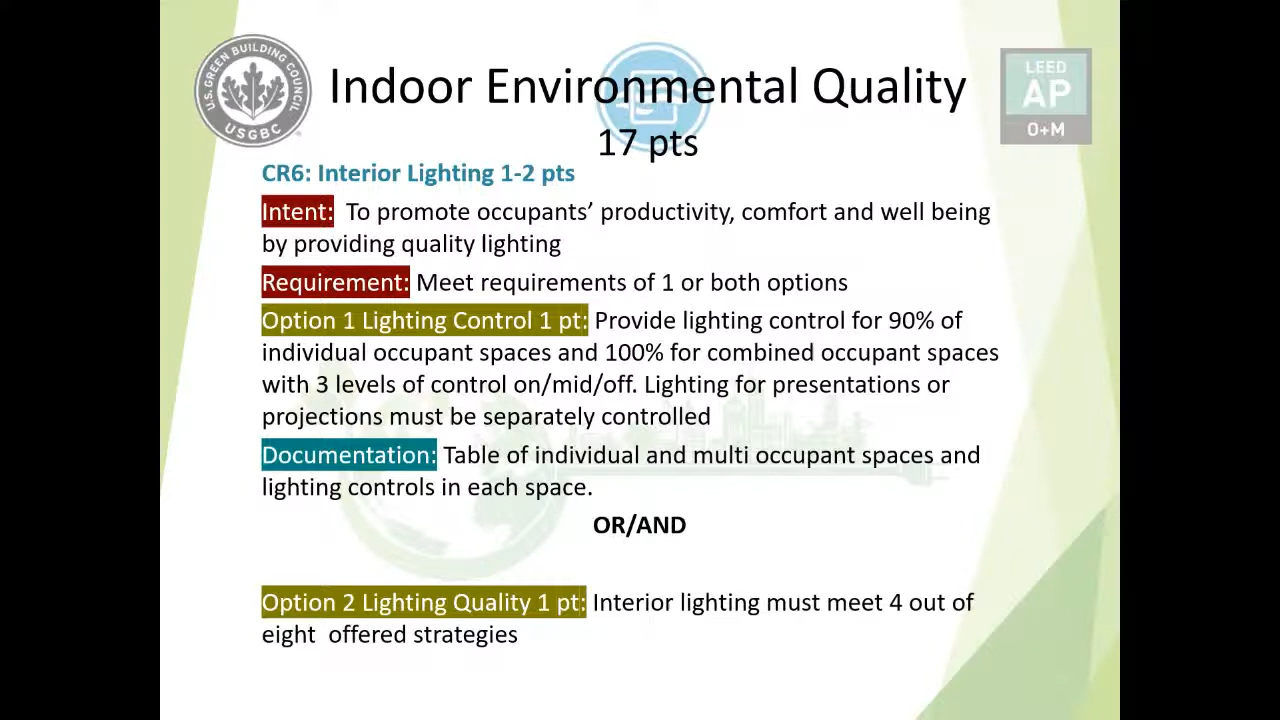 U.S. GREEN BUILDING COUNCIL
USGBC
LEED
AP
O+M
Indoor Environmental Quality
17 pts
CR6: Interior Lighting 1-2 pts
Intent:  To promote occupants’ productivity, comfort and well being
by providing quality lighting
Requirement: Meet requirements of 1 or both options
Option 1 Lighting Control 1 pt: Provide lighting control for 90% of
individual occupant spaces and 100% for combined occupant spaces
with 3 levels of control on/mid/off. Lighting for presentations or
projections must be separately controlled
Documentation: Table of individual and multi occupant spaces and
lighting controls in each space.
OR/AND
Option 2 Lighting Quality 1 pt: Interior lighting must meet 4 out of
eight  offered strategies